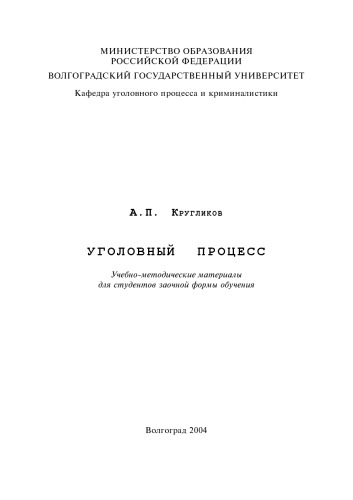 МИНИСТЕРСТВО ОБРАЗОВАНИЯ
РОССИЙСКОЙ ФЕДЕРАЦИИ
ВОЛГОГРАДСКИЙ ГОСУДАРСТВЕННЫЙ УНИВЕРСИТЕТ
Кафедра уголовного процесса и криминалистики
А.П. Кругликов
УГОЛОВНЫЙ ПРОЦЕСС
Учебно-методические материалы
для студентов заочной формы обучения
Волгоград 2004